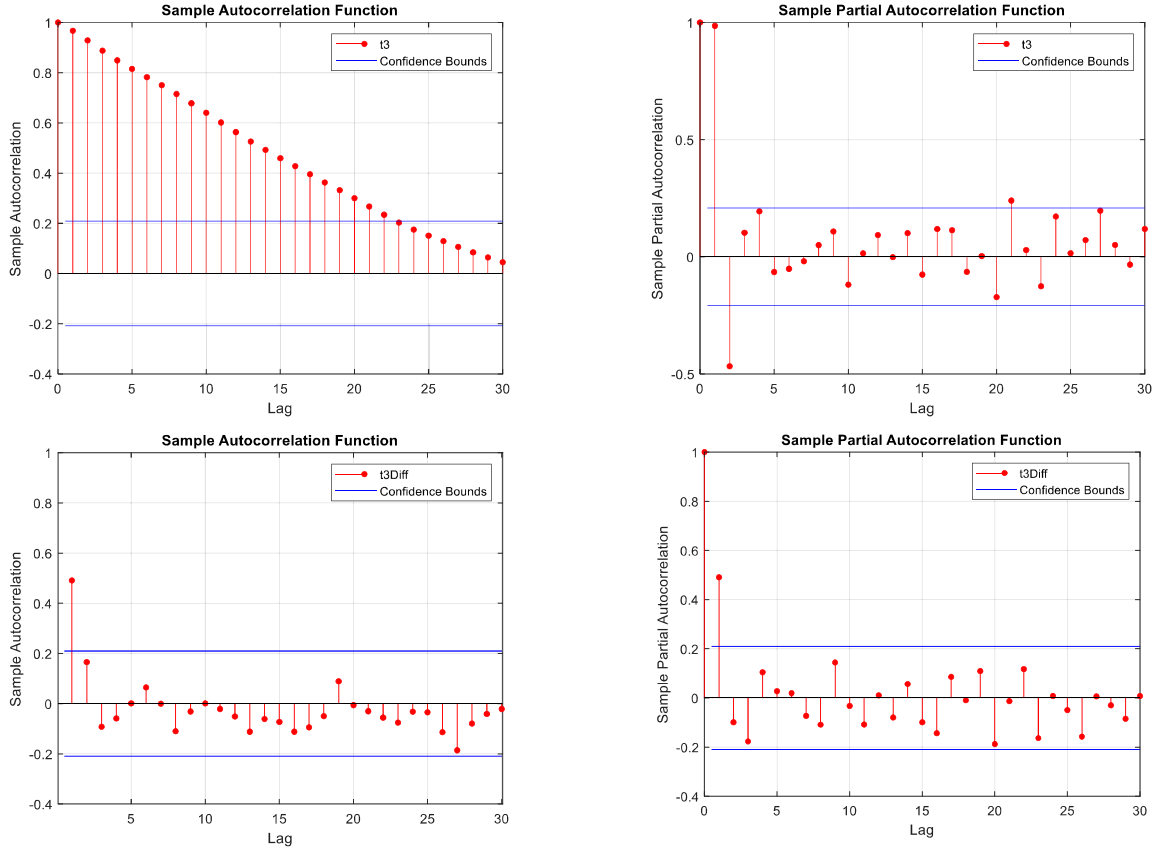 Sample Autocorrelation Function
t3
Confidence Bounds
Sample Autocorrelation
1
0.8
0.6
0.4
0.2
0
-0.2
-0.4
0
5
10
15
20
25
30
Lag
Sample Partial Autocorrelation Function
t3
Confidence Bounds
Sample Partial Autocorrelation
1
0.5
0
-0.5
0
5
10
15
20
25
30
Lag
Sample Autocorrelation Function
t3Diff
Confidence Bounds
Sample Autocorrelation
1
0.8
0.6
0.4
0.2
0
-0.2
-0.4
5
10
15
20
25
30
Lag
Sample Partial Autocorrelation Function
t3Diff
Confidence Bounds
Sample Partial Autocorrelation
1
0.8
0.6
0.4
0.2
0
-0.2
-0.4
0
5
10
15
20
25
30
Lag